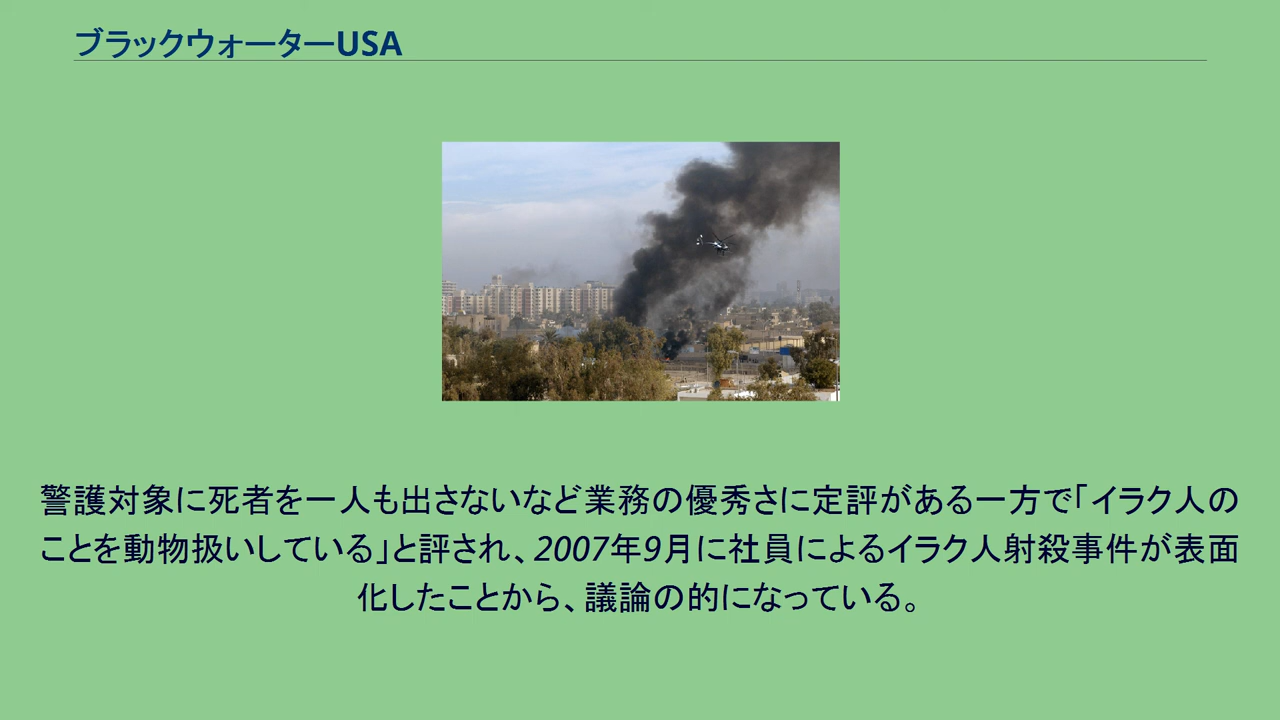 ブラックウォーターUSA
警護対象に死者を一人も出さないなど業務の優秀さに定評がある一方で「イラク人の
ことを動物扱いしている」と評され、2007年9月に社員によるイラク人射殺事件が表面
化したことから、議論の的になっている。